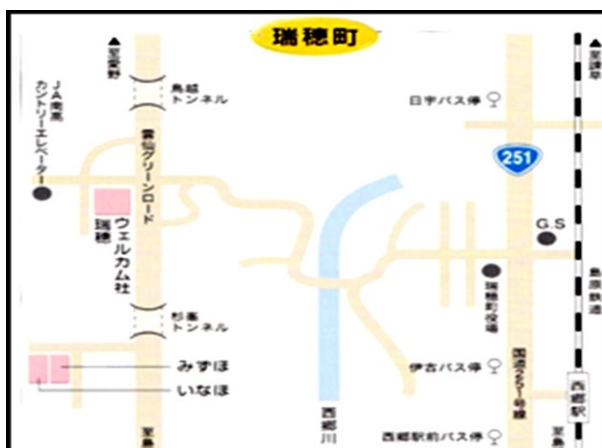 瑞穂町
▲至愛野
鳥越
トンネル
JA南高
カントリーエレベーター
雲仙グリーンロード
ウェルカム社
瑞穂
杉峯
トンネル
みずほ
いなほ
至島
西郷川
日宇バス停
251
G.S
瑞穂町役場
伊古バス停
国道251号線
西郷駅前バス停
▲至諫早
島原鉄道
西郷駅
至島